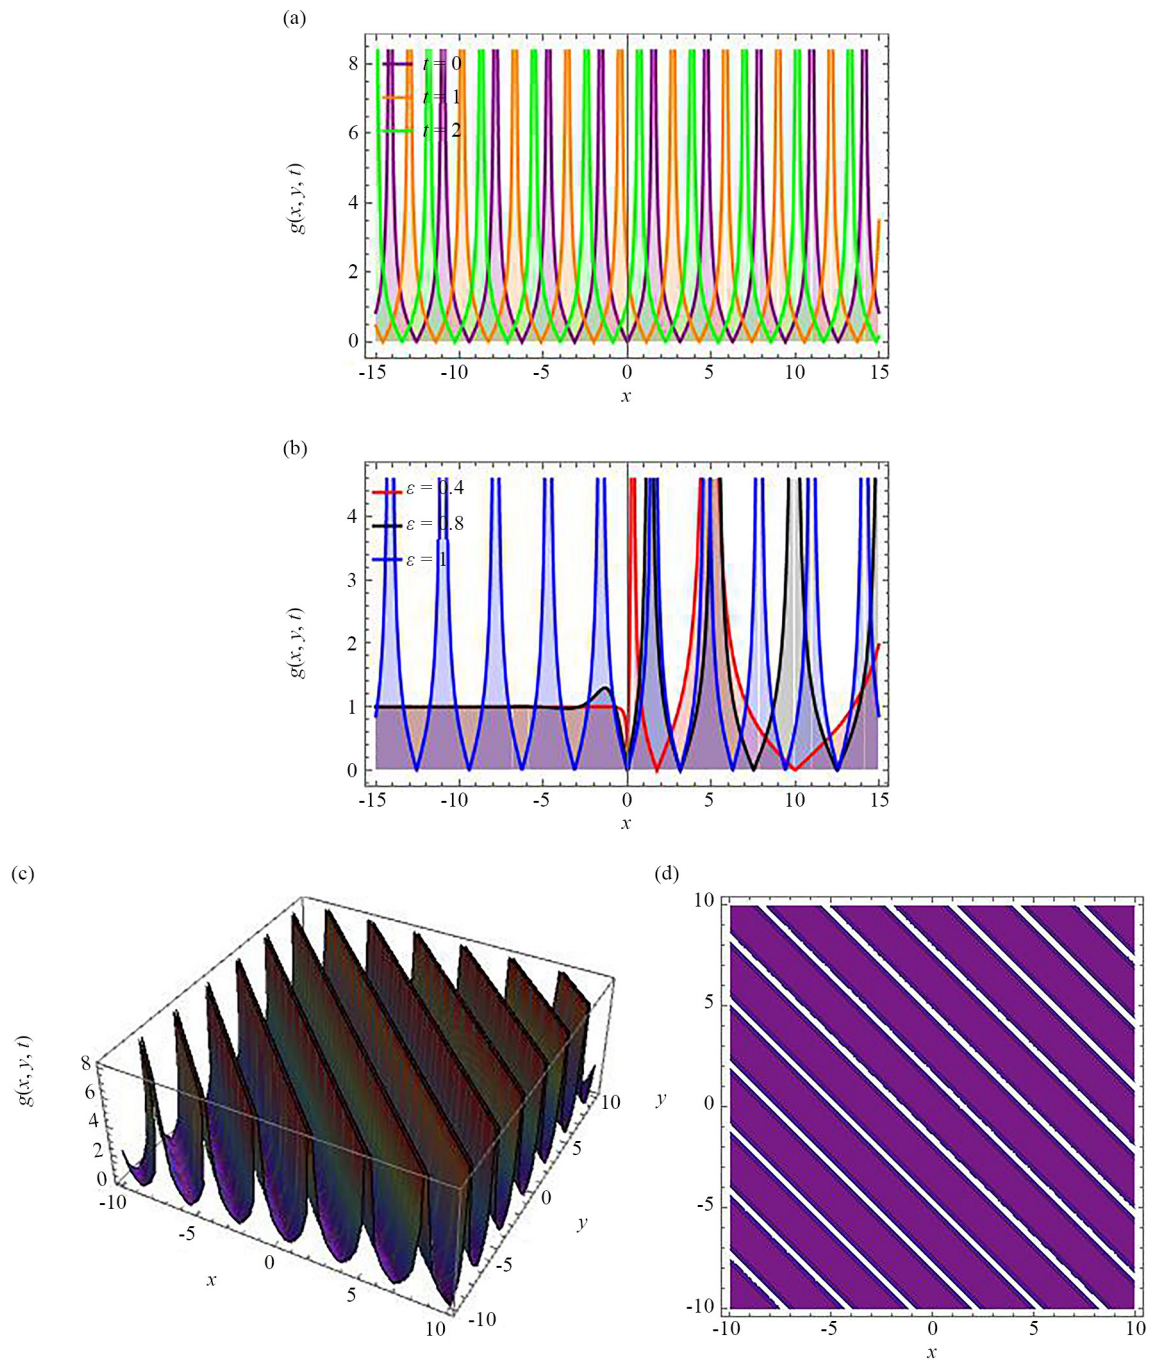 (a)
g(x, y, t)
8
6
4
2
0
t = 0
t = 1
t = 2
-15 -10 -5 0 5 10 15
x
(b)
g(x, y, t)
4
3
2
1
0
ε = 0.4
ε = 0.8
ε = 1
-15 -10 -5 0 5 10 15
x
(c)
g(x, y, t)
8
6
4
2
0
-10
-5
0
5
10
x
-10
-5
0
5
10
y
(d)
y
10
5
0
-5
-10
-10 -5 0 5 10
x